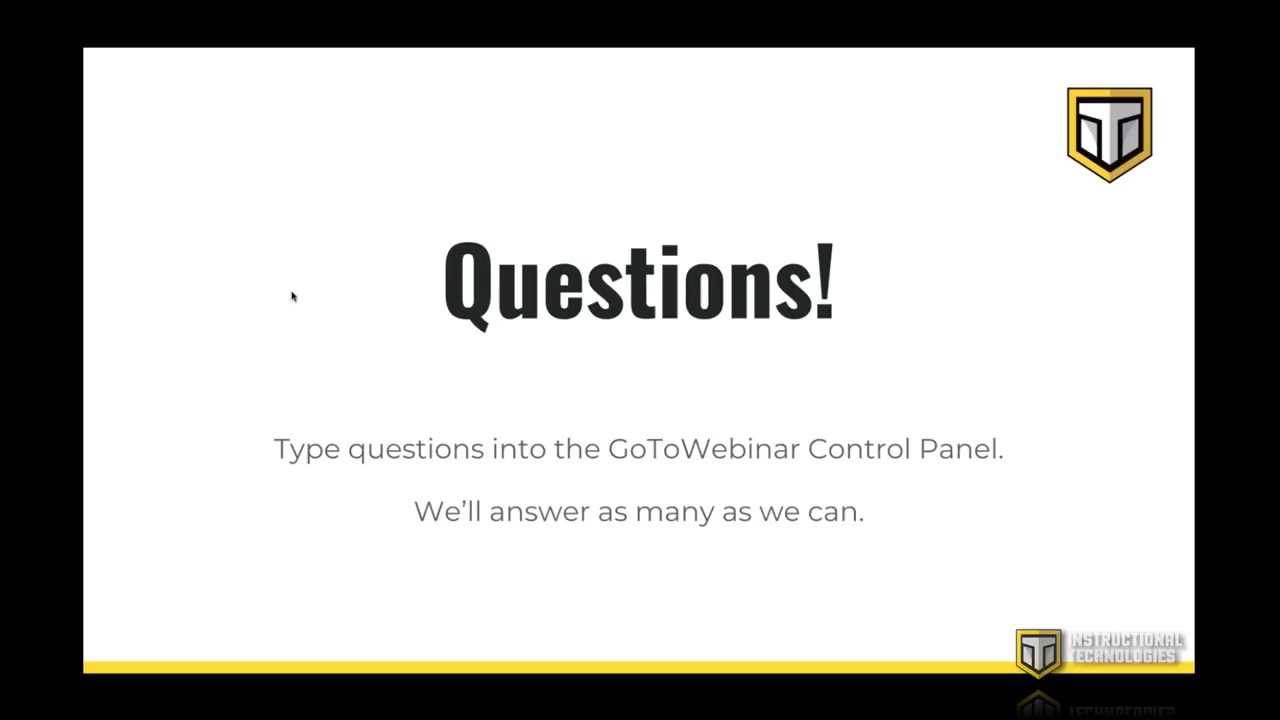 Questions!
Type questions into the GoToWebinar Control Panel.
We’ll answer as many as we can.
INSTRUCTIONAL
TECHNOLOGIES